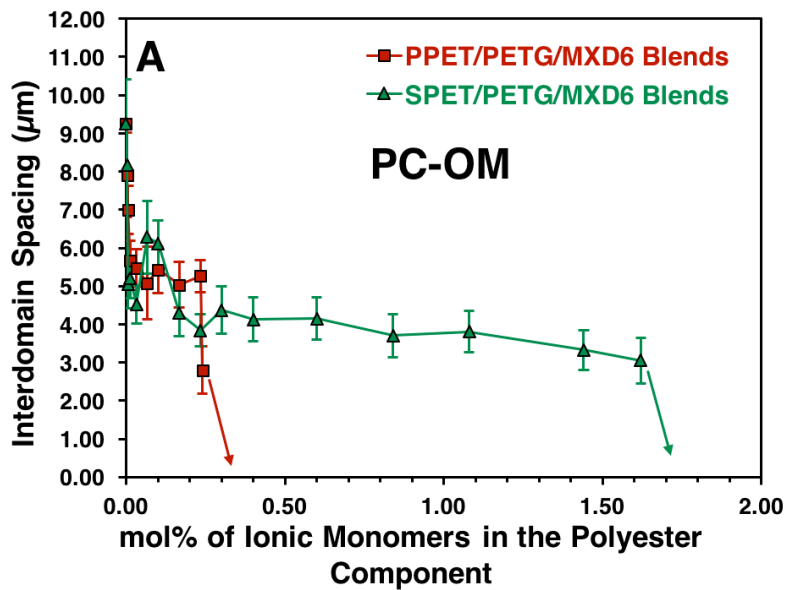 12.00
11.00
10.00
9.00
8.00
7.00
6.00
5.00
4.00
3.00
2.00
1.00
0.00
Interdomain Spacing (μm)
A
PPET/PETG/MXD6 Blends
SPET/PETG/MXD6 Blends
PC-OM
0.00 0.50 1.00 1.50 2.00
mol% of Ionic Monomers in the Polyester
Component